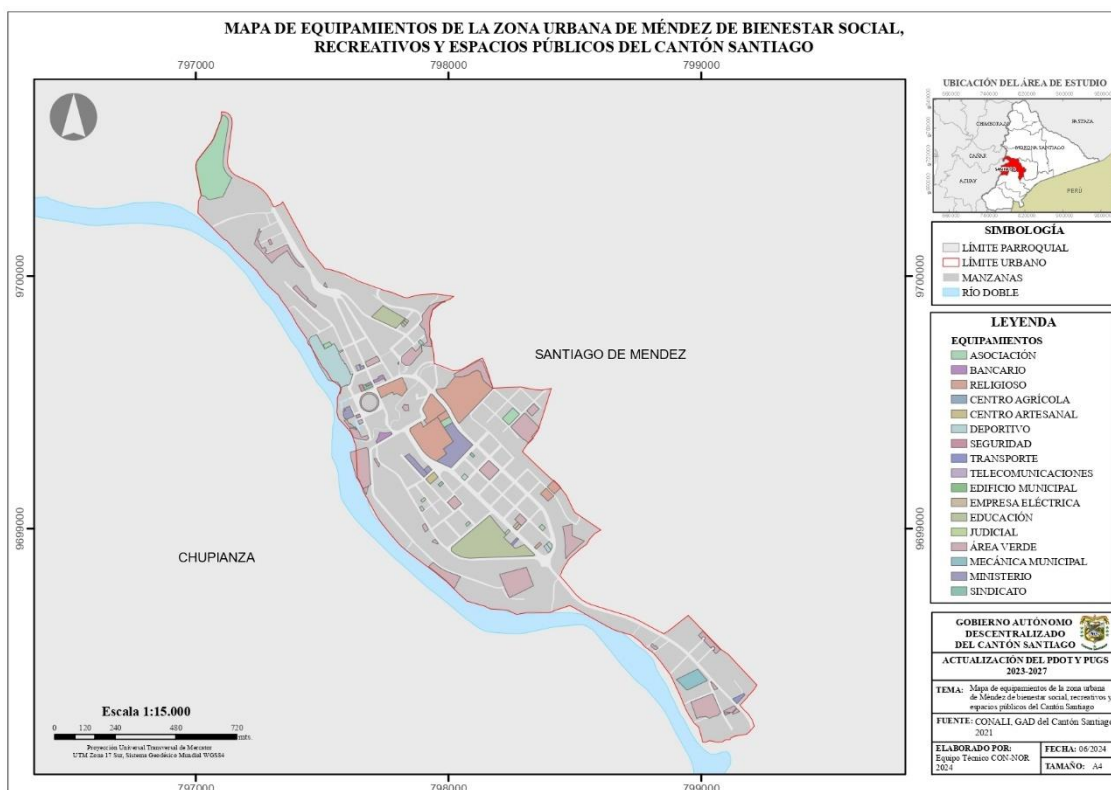 MAPA DE EQUIPAMIENTOS DE LA ZONA URBANA DE MÉNDEZ DE BIENESTAR SOCIAL,
RECREATIVOS Y ESPACIOS PÚBLICOS DEL CANTÓN SANTIAGO
797000 798000 799000
9700000 9700000
9699000 9699000
SANTIAGO DE MENDEZ
CHUPIANZA
Escala 1:15.000
0 120 240 480 720
mts
Proyección Universal Transversal de Mercator
UTM Zona 17 Sur, Sistema Geodésico Mundial WGS84
797000 798000 799000
UBICACIÓN DEL ÁREA DE ESTUDIO
CHIMBORAZO
PASTAZA
MORONA SANTIAGO
CAÑAR
AZUAY
PERÚ
SIMBOLOGÍA
LÍMITE PARROQUIAL
LÍMITE URBANO
MANZANAS
RÍO DOBLE
LEYENDA
EQUIPAMIENTOS
ASOCIACIÓN
BANCARIO
RELIGIOSO
CENTRO AGRÍCOLA
CENTRO ARTESANAL
DEPORTIVO
SEGURIDAD
TRANSPORTE
TELECOMUNICACIONES
EDIFICIO MUNICIPAL
EMPRESA ELÉCTRICA
EDUCACIÓN
JUDICIAL
ÁREA VERDE
MECÁNICA MUNICIPAL
MINISTERIO
SINDICATO
GOBIERNO AUTÓNOMO
DESCENTRALIZADO
DEL CANTÓN SANTIAGO
ACTUALIZACIÓN DEL PDOT Y PUGS
2023-2027
TEMA: Mapa de equipamientos de la zona urbana
de Méndez de bienestar social, recreativos y
espacios públicos del Cantón Santiago
FUENTE: CONALI, GAD del Cantón Santiago
2021
ELABORADO POR:
Equipo Técnico CON-NOR
2024
FECHA: 06/2024
TAMAÑO: A4